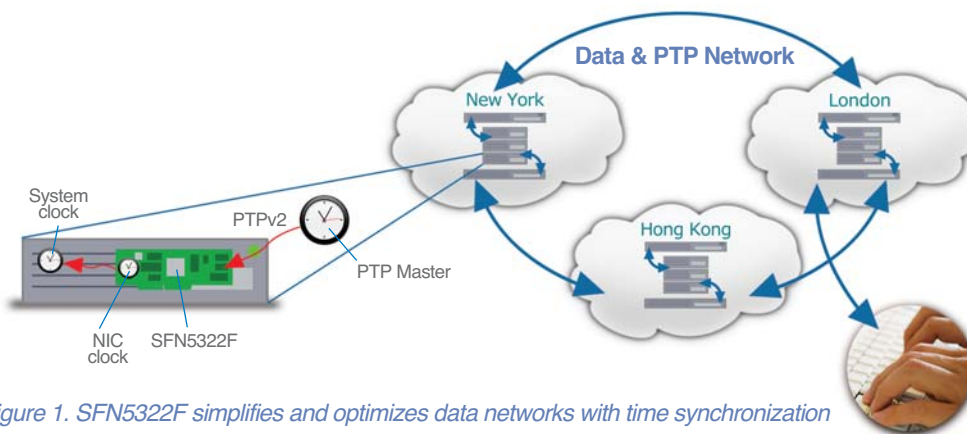 Data & PTP Network
New York
London
System
clock
PTPv2
PTP Master
Hong Kong
NIC
clock
SFN5322F
igure 1. SFN5322F simplifies and optimizes data networks with time synchronization